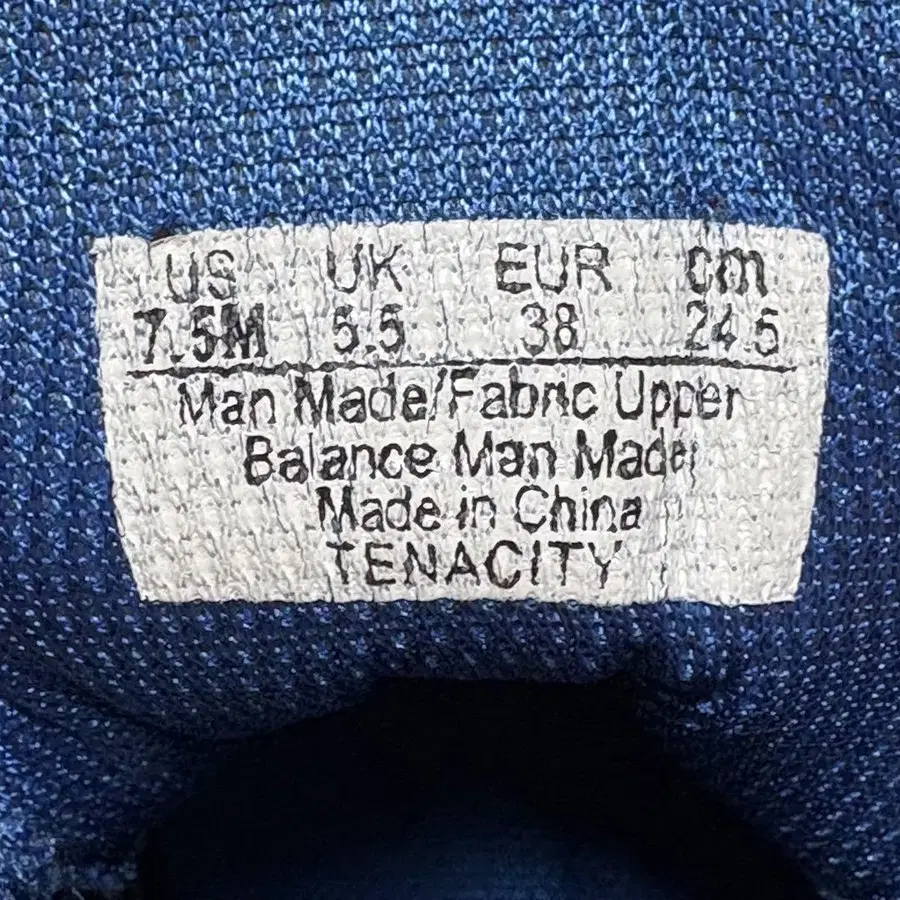 US UK EUR cm
7.5M 5.5 38 24.5
Man Made/Fabric Upper
Balance Man Made
Made in China
TENACITY